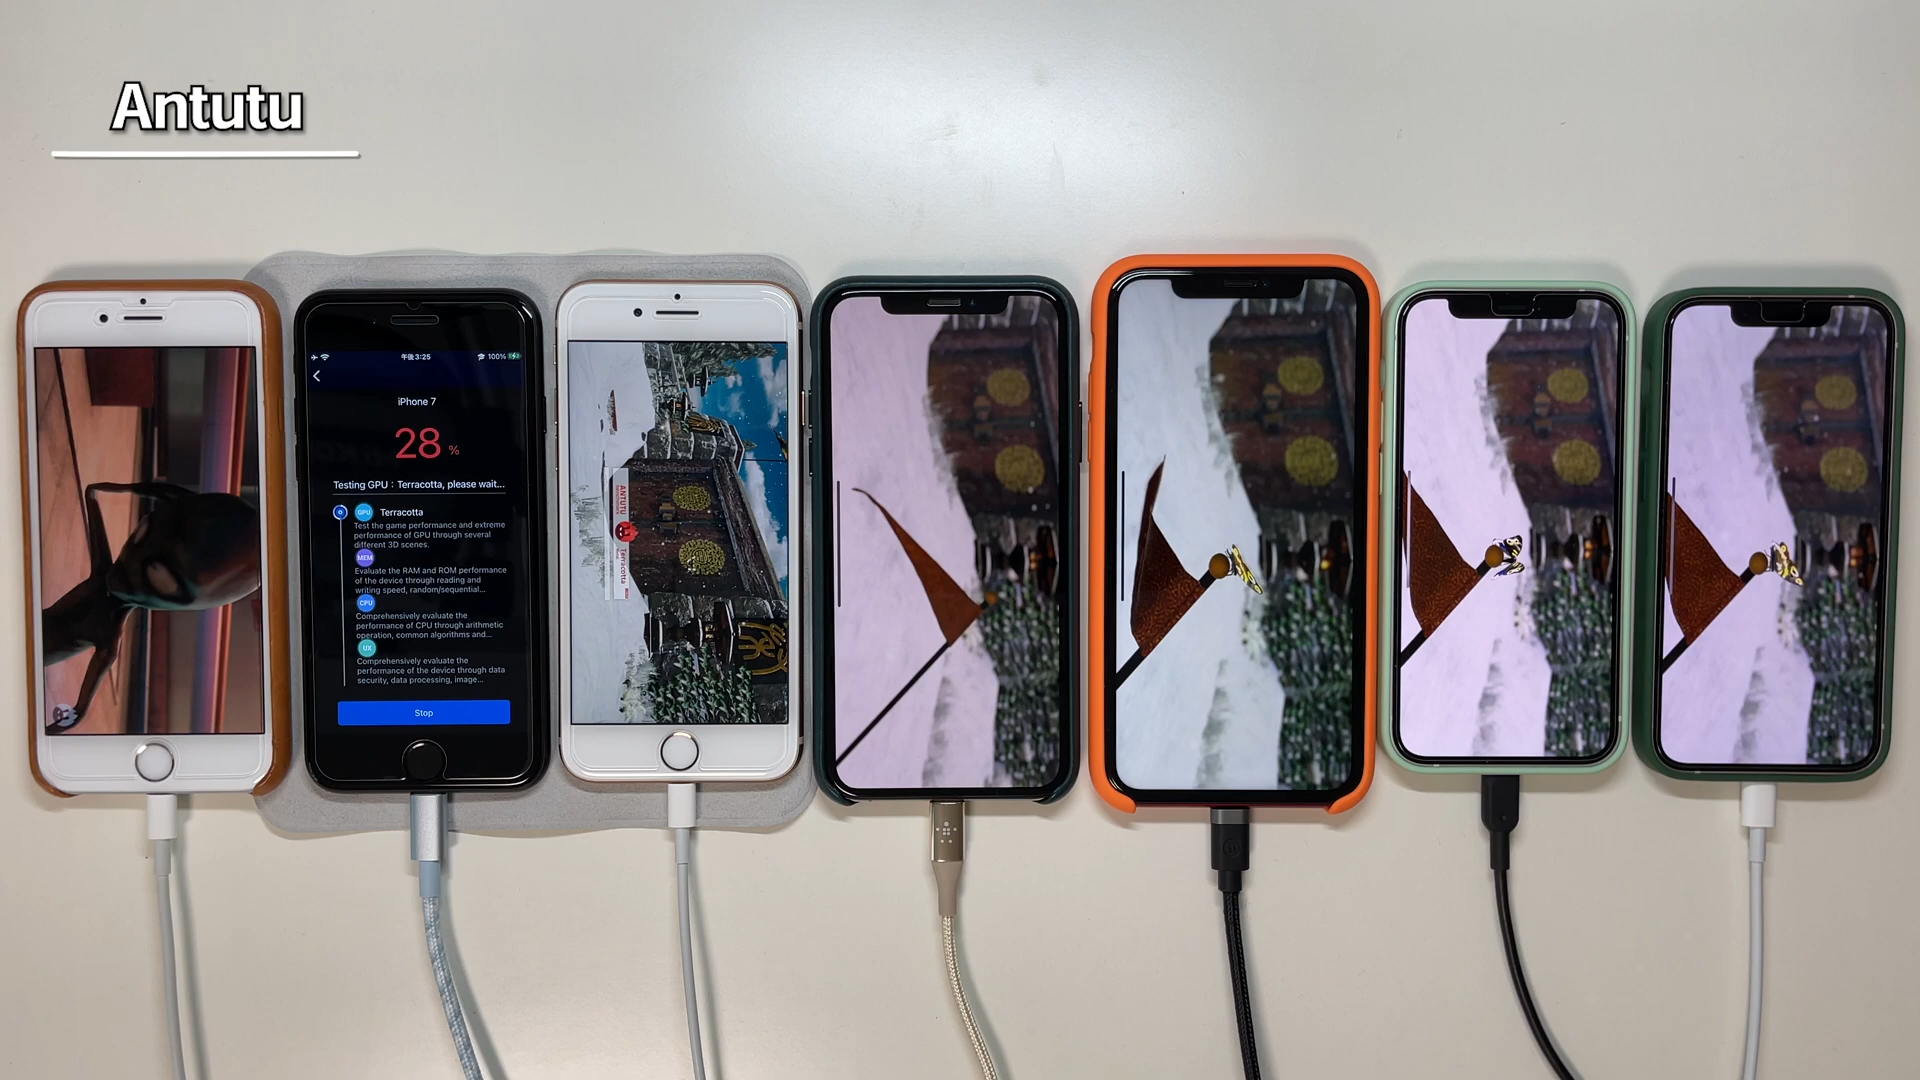 Antutu
午後3:25
100%
iPhone 7
28 %
Testing GPU : Terracotta, please wait...
GPU Terracotta
Test the game performance and extreme
performance of GPU through several
different 3D scenes.
MEM
Evaluate the RAM and ROM performance
of the device through reading and
writing speed, random/sequential...
CPU
Comprehensively evaluate the
performance of CPU through arithmetic
operation, common algorithms and...
UX
Comprehensively evaluate the
performance of the device through data
security, data processing, image...
Stop
ANTUTU
Terracotta